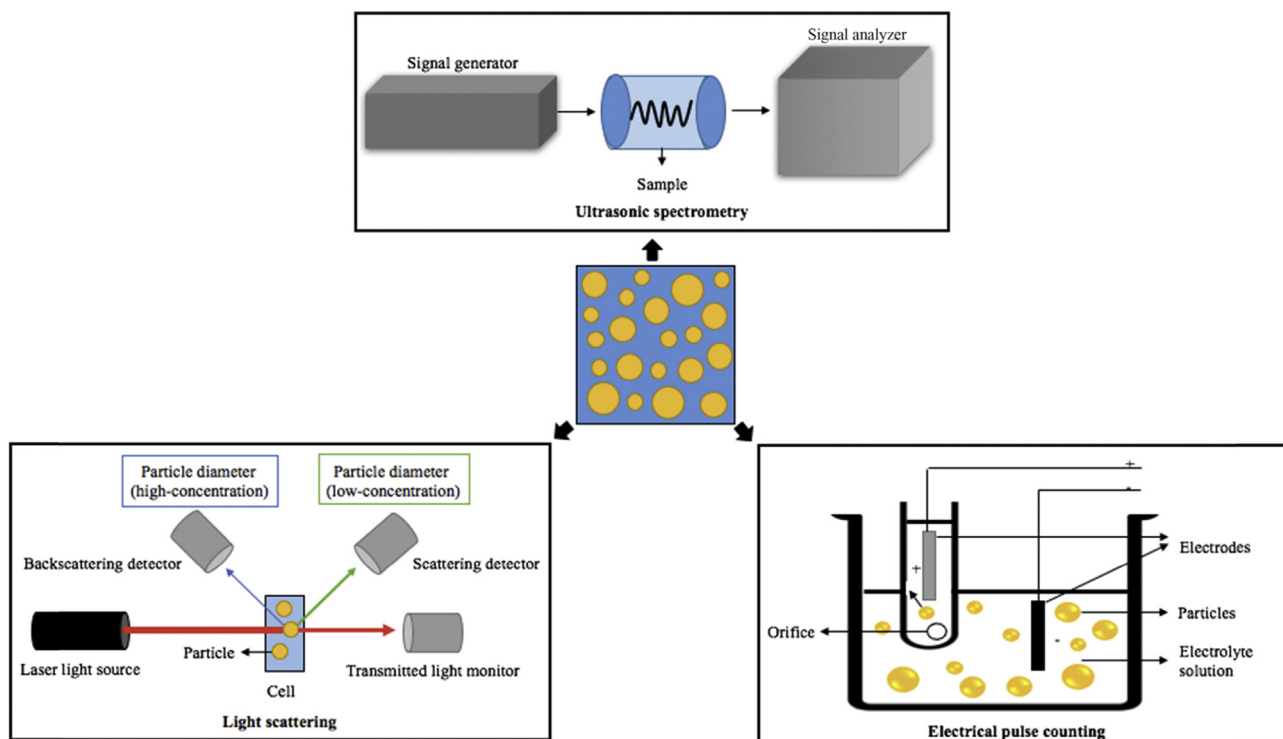 Signal generator
Signal analyzer
Sample
Ultrasonic spectrometry
Particle diameter
(high-concentration)
Particle diameter
(low-concentration)
Backscattering detector
Scattering detector
Laser light source
Particle
Cell
Transmitted light monitor
Light scattering
+
-
Electrodes
+
Particles
Orifice
-
Electrolyte
solution
Electrical pulse counting